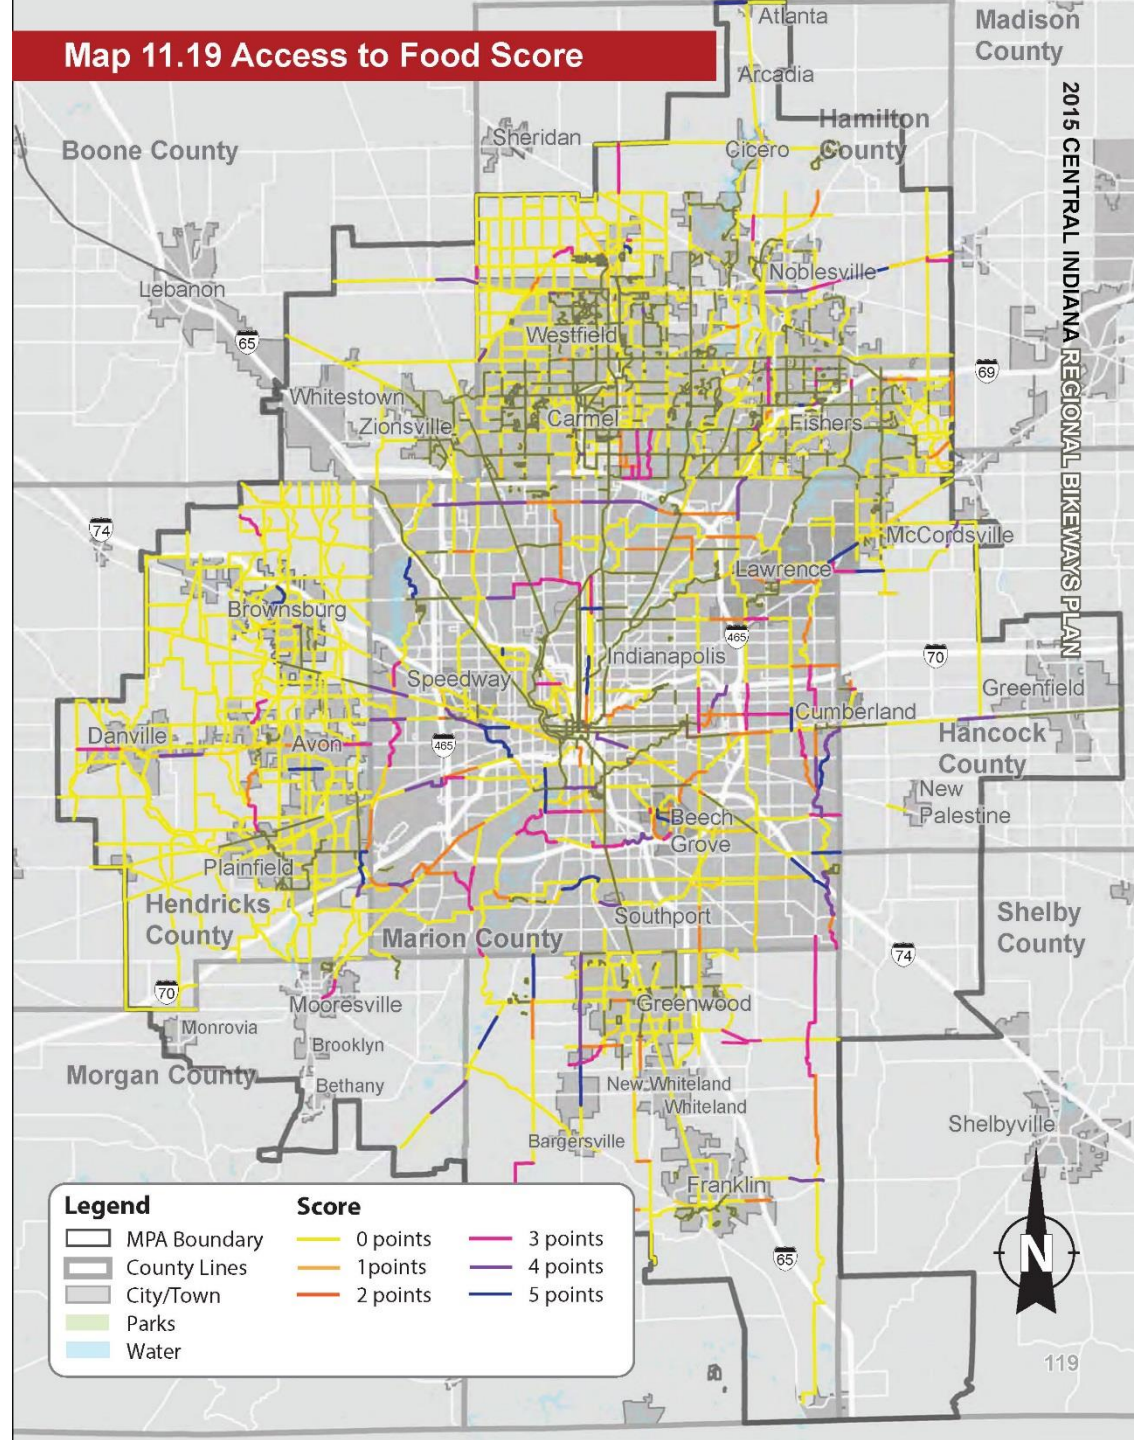 Map 11.19 Access to Food Score
2015 CENTRAL INDIANA REGIONAL BIKEWAYS PLAN
Atlanta
Madison
County
Arcadia
Hamilton
County
Sheridan
Cicero
Boone County
Noblesville
Lebanon
Westfield
65
69
Whitestown
Zionsville
Carmel
Fishers
74
McCordsville
Lawrence
Brownsburg
465
Indianapolis
70
Speedway
Greenfield
Cumberland
Danville
Avon
465
Hancock
County
New
Palestine
Beech
Grove
Plainfield
Hendricks
County
Southport
Shelby
County
Marion County
74
70
Mooresville
Greenwood
Monrovia
Brooklyn
Morgan County
Bethany
New Whiteland
Whiteland
Bargersville
Shelbyville
Franklin
65
N
Legend
MPA Boundary
County Lines
City/Town
Parks
Water
Score
0 points
1points
2 points
3 points
4 points
5 points
119